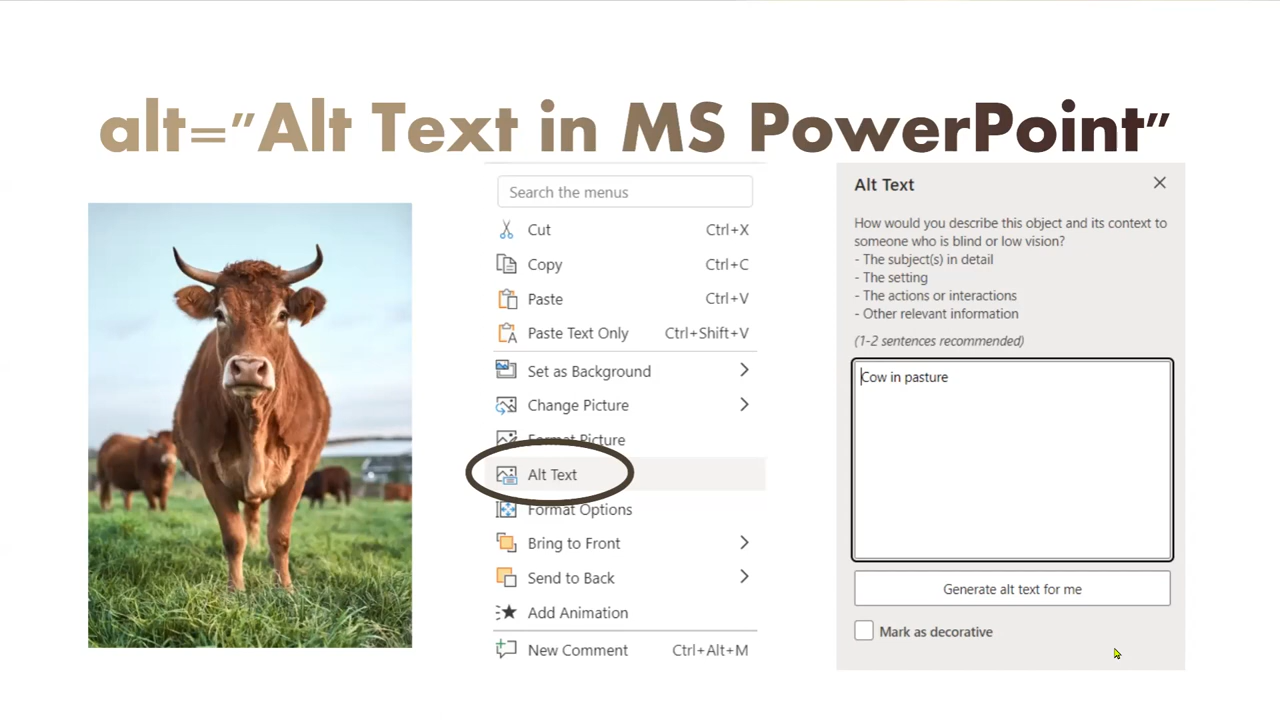 alt="Alt Text in MS PowerPoint"
Search the menus
Cut Ctrl+X
Copy Ctrl+C
Paste Ctrl+V
Paste Text Only Ctrl+Shift+V
Set as Background
Change Picture
Format Picture
Alt Text
Format Options
Bring to Front
Send to Back
Add Animation
New Comment Ctrl+Alt+M
Alt Text
How would you describe this object and its context to
someone who is blind or low vision?
- The subject(s) in detail
- The setting
- The actions or interactions
- Other relevant information
(1-2 sentences recommended)
Cow in pasture
Generate alt text for me
Mark as decorative